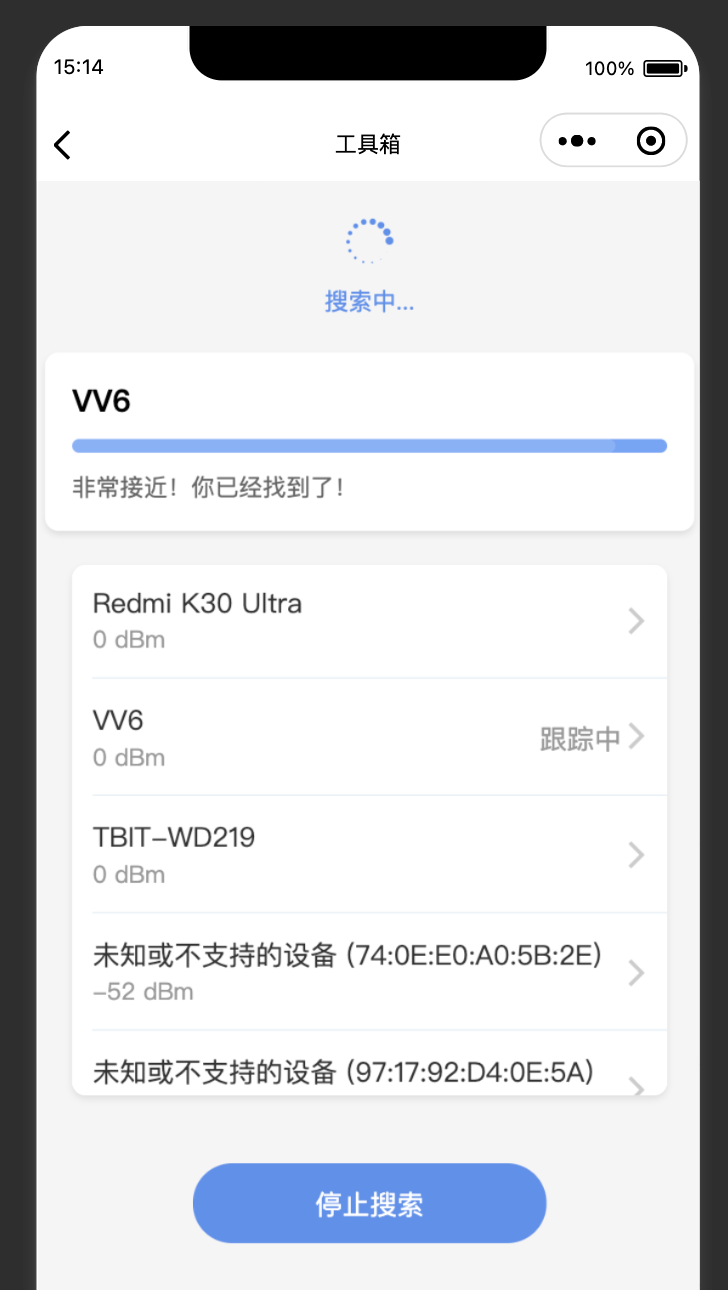 15:14
100%
工具箱
搜索中...
VV6
非常接近！你已经找到了！
Redmi K30 Ultra
0 dBm
VV6
0 dBm
跟踪中
TBIT-WD219
0 dBm
未知或不支持的设备 (74:0E:E0:A0:5B:2E)
-52 dBm
未知或不支持的设备 (97:17:92:D4:0E:5A)
停止搜索